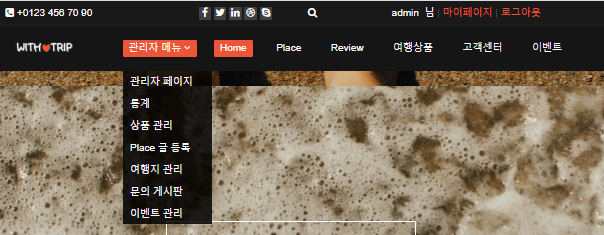 +0123 456 70 90
admin 님 | 마이페이지 | 로그아웃
WITH TRIP
관리자 메뉴 Home Place Review 여행상품 고객센터 이벤트
관리자 페이지
통계
상품 관리
Place 글 등록
여행지 관리
문의 게시판
이벤트 관리